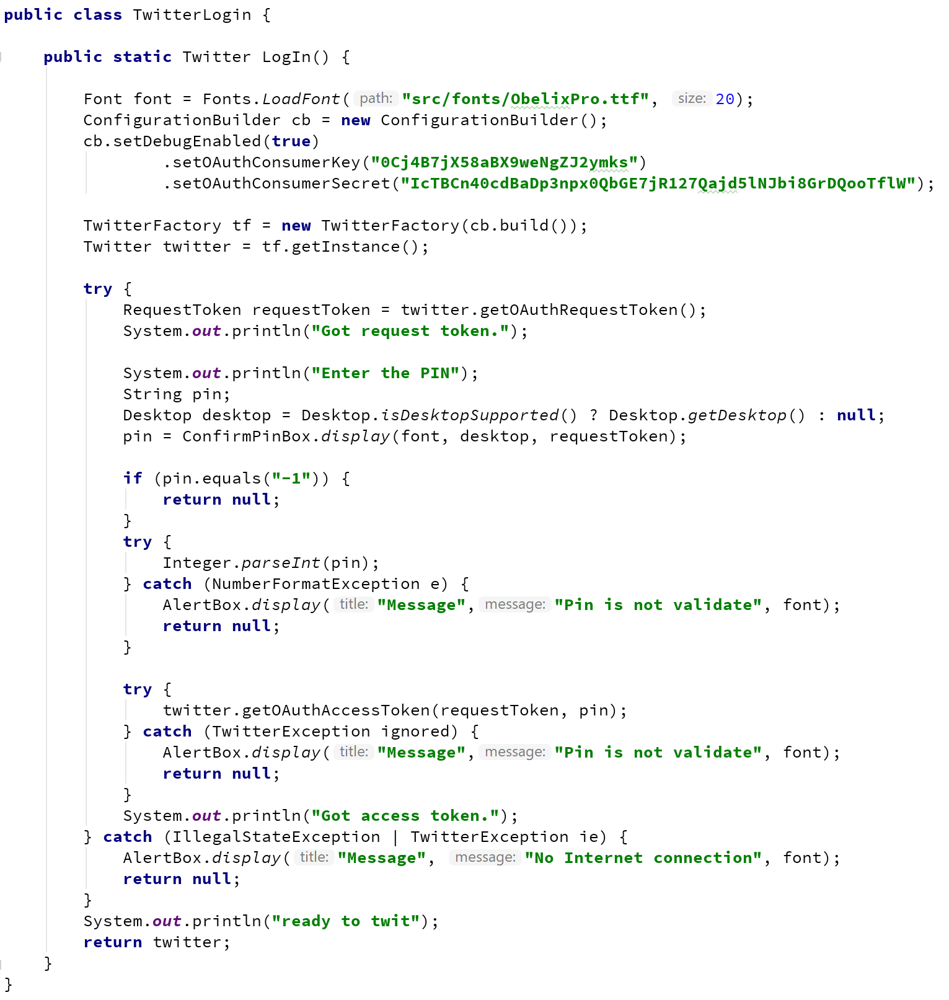 public class TwitterLogin {
public static Twitter LogIn() {
Font font = Fonts.LoadFont( path: "src/fonts/ObelixPro.ttf", size: 20);
ConfigurationBuilder cb = new ConfigurationBuilder();
cb.setDebugEnabled(true)
.setOAuthConsumerKey("0Cj4B7jX58aBX9weNgZJ2ymks")
.setOAuthConsumerSecret("IcTBCn40cdBaDp3npx0QbGE7jR127Qajd5lNJbi8GrDQooTflW");
TwitterFactory tf = new TwitterFactory(cb.build());
Twitter twitter = tf.getInstance();
try {
RequestToken requestToken = twitter.getOAuthRequestToken();
System.out.println("Got request token.");
System.out.println("Enter the PIN");
String pin;
Desktop desktop = Desktop.isDesktopSupported() ? Desktop.getDesktop() : null;
pin = ConfirmPinBox.display(font, desktop, requestToken);
if (pin.equals("-1")) {
return null;
}
try {
Integer.parseInt(pin);
} catch (NumberFormatException e) {
AlertBox.display( title: "Message", message: "Pin is not validate", font);
return null;
}
try {
twitter.getOAuthAccessToken(requestToken, pin);
} catch (TwitterException ignored) {
AlertBox.display( title: "Message", message: "Pin is not validate", font);
return null;
}
System.out.println("Got access token.");
} catch (IllegalStateException | TwitterException ie) {
AlertBox.display( title: "Message", message: "No Internet connection", font);
return null;
}
System.out.println("ready to twit");
return twitter;
}
}